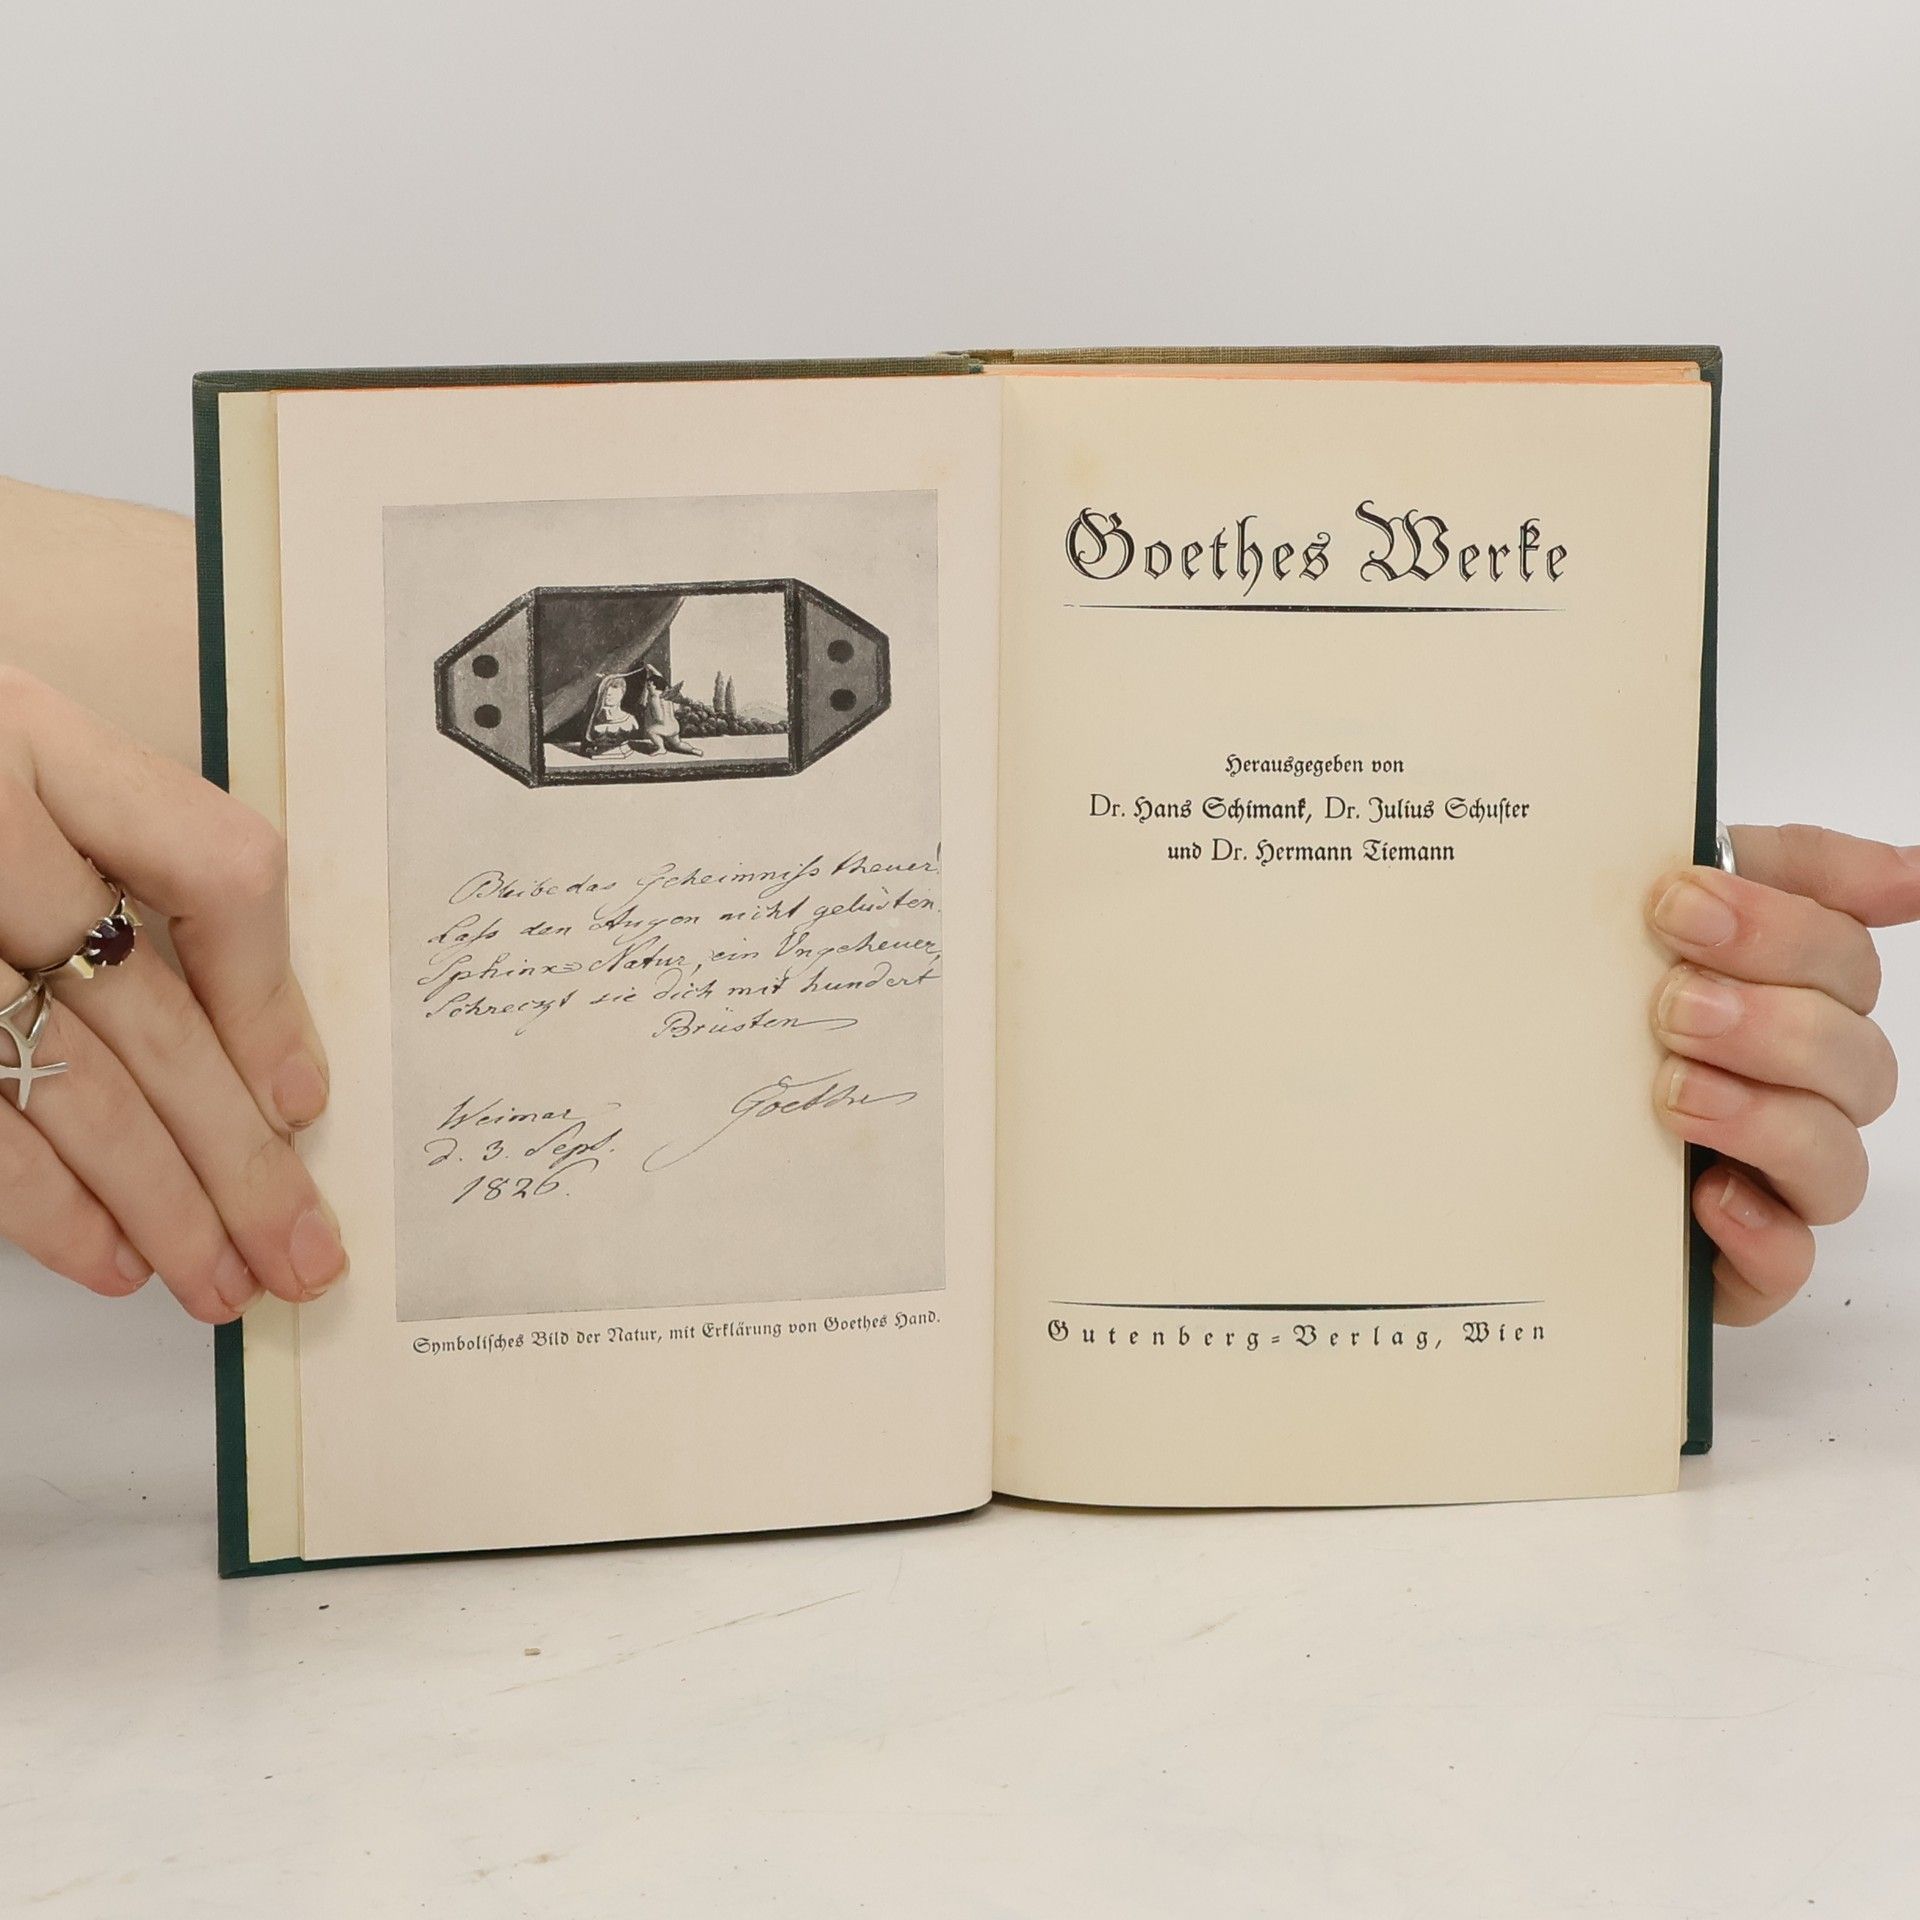 Bleibe das Geheimniß theuer!
Laß den Augen nicht gelüsten.
Sphinx=Natur, ein Ungeheuer,
Schreckt sie dich mit hundert
Brüsten
Weimar
d. 3. Sept.
1826.
Goethe
Symbolisches Bild der Natur, mit Erklärung von Goethes Hand.
Goethes Werke
Herausgegeben von
Dr. Hans Schimank, Dr. Julius Schuster
und Dr. Hermann Tiemann
Gutenberg=Verlag, Wien